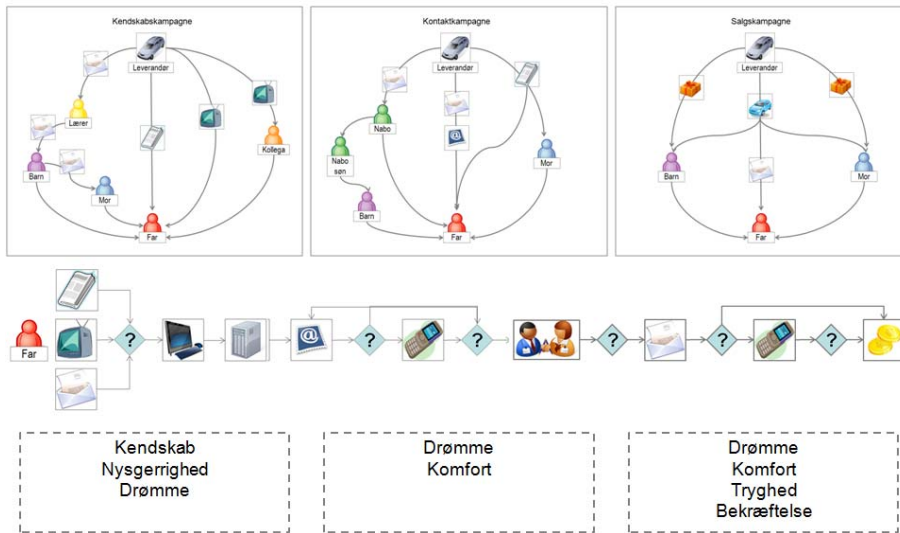 Kendskabskampagne
Leverandør
Lærer
Barn
Mor
Kollega
Far
Kontaktkampagne
Leverandør
Nabo
Nabo
søn
Mor
Barn
Far
Salgskampagne
Leverandør
Barn
Mor
Far
Far
?
@
?
?
?
?
?
Kendskab
Nysgerrighed
Drømme
Drømme
Komfort
Drømme
Komfort
Tryghed
Bekræftelse